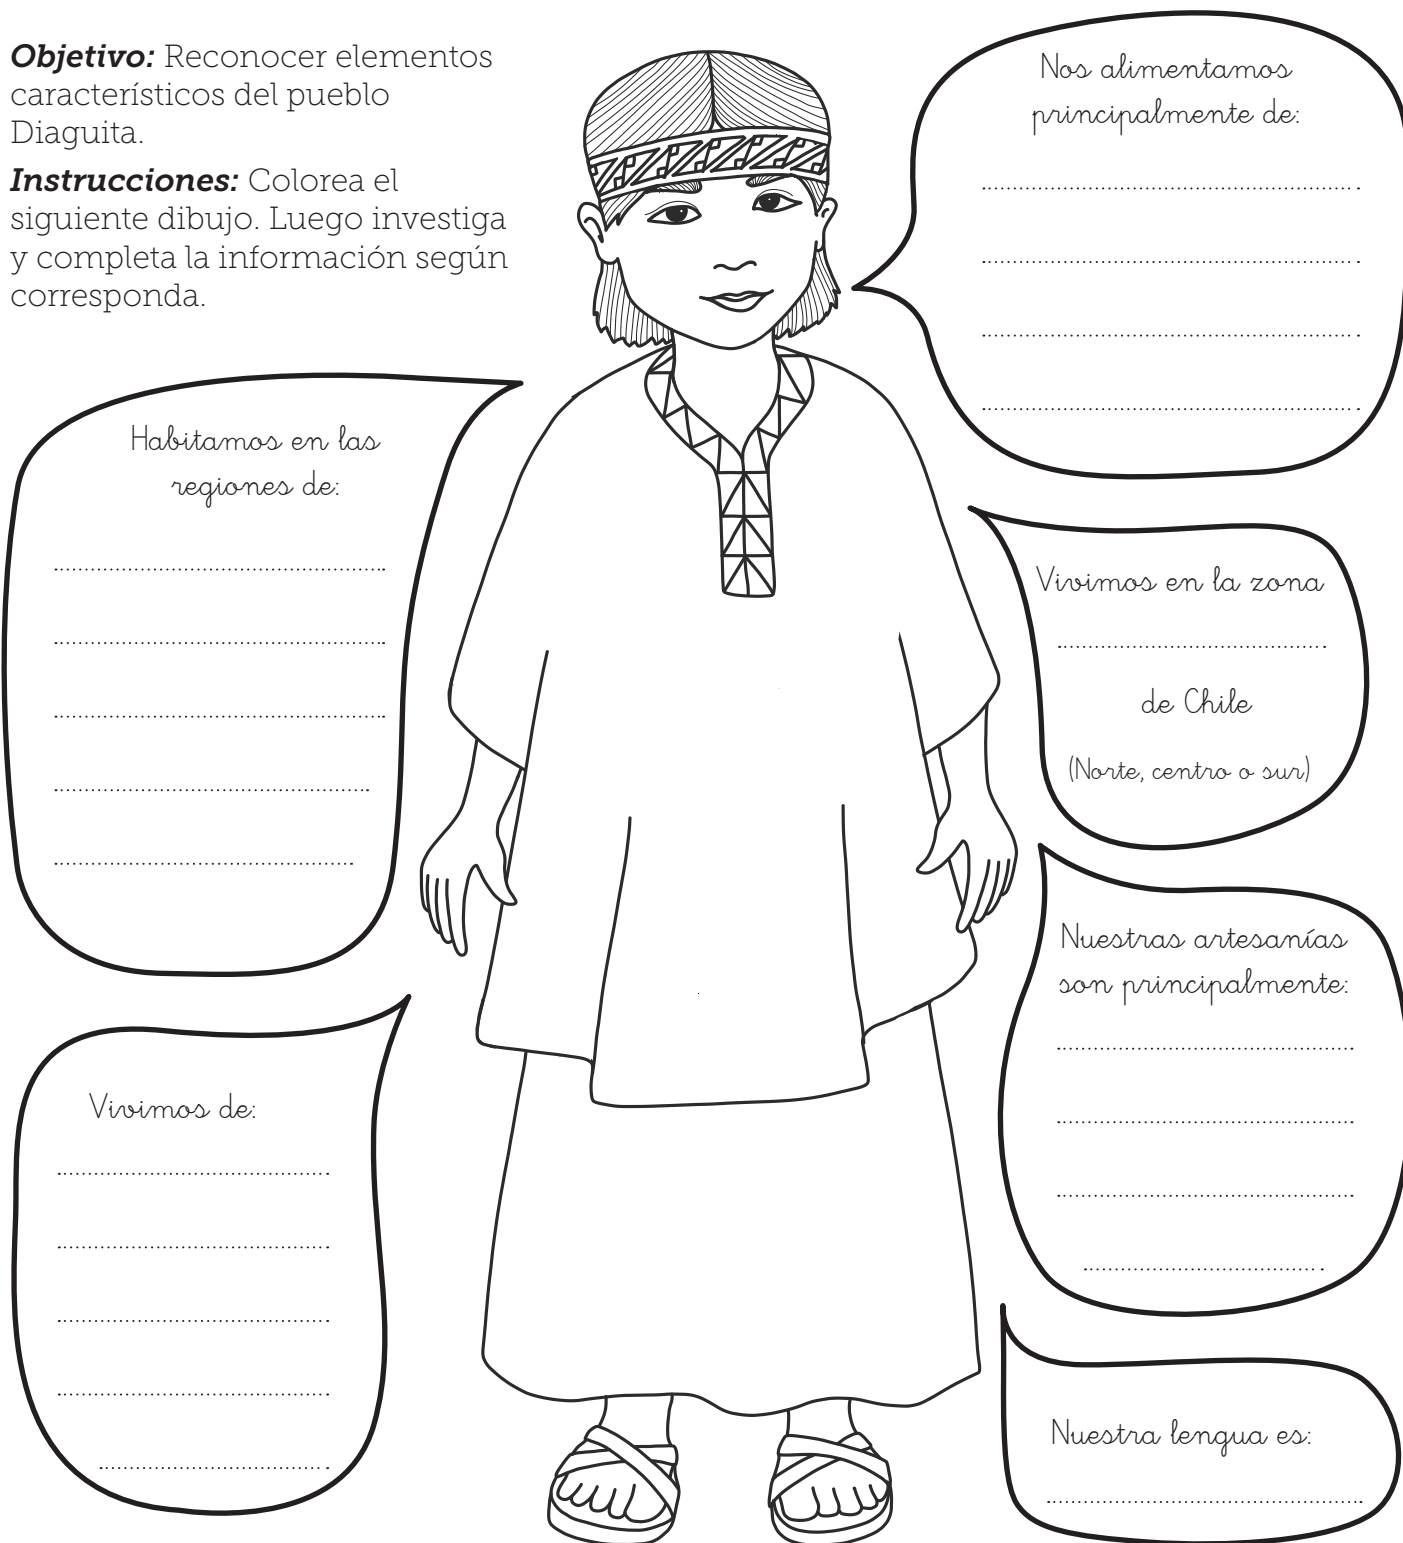 Objetivo: Reconocer elementos
característicos del pueblo
Diaguita.
Instrucciones: Colorea el
siguiente dibujo. Luego investiga
y completa la información según
corresponda.
Nos alimentamos
principalmente de:
Habitamos en las
regiones de:
Vivimos en la zona
de Chile
(Norte, centro o sur)
Nuestras artesanías
son principalmente:
Vivimos de:
Nuestra lengua es: